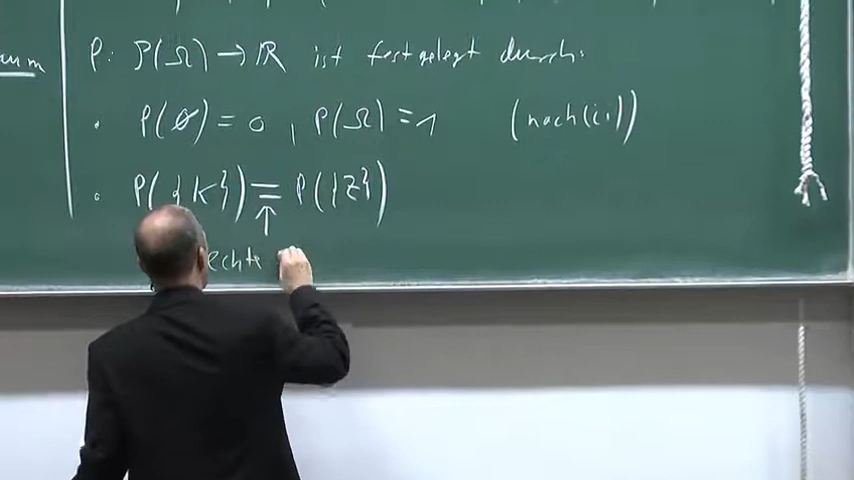 P: P(Ω) → ℝ ist festgelegt durch:
• P(∅) = 0, P(Ω) = 1 (nach (i))
• P({K}) = P({Z})
↑
echte